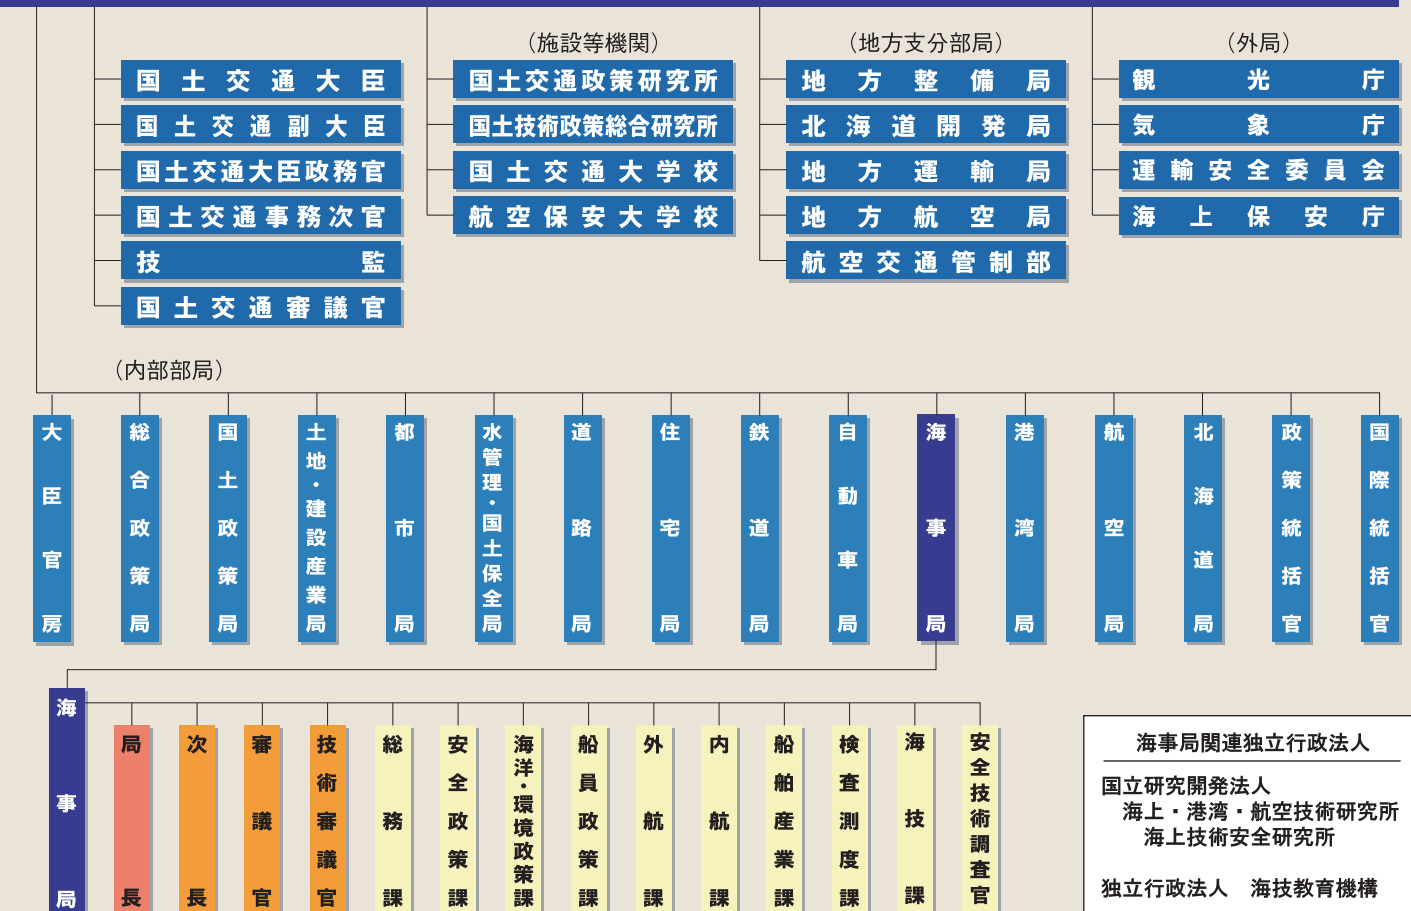 国土交通大臣
国土交通副大臣
国土交通大臣政務官
国土交通事務次官
技監
国土交通審議官
（施設等機関）
国土交通政策研究所
国土技術政策総合研究所
国土交通大学校
航空保安大学校
（地方支分部局）
地方整備局
北海道開発局
地方運輸局
地方航空局
航空交通管制部
（外局）
観光庁
気象庁
運輸安全委員会
海上保安庁
（内部部局）
大臣官房
総合政策局
国土政策局
土地・建設産業局
都市局
水管理・国土保全局
道路局
住宅局
鉄道局
自動車局
海事局
港湾局
航空局
北海道局
政策統括官
国際統括官
海事局
局長
次長
審議官
技術審議官
総務課
安全政策課
海洋・環境政策課
船員政策課
外航課
内航課
船舶産業課
検査測度課
海技課
安全技術調査官
海事局関連独立行政法人
国立研究開発法人
海上・港湾・航空技術研究所
海上技術安全研究所
独立行政法人　海技教育機構